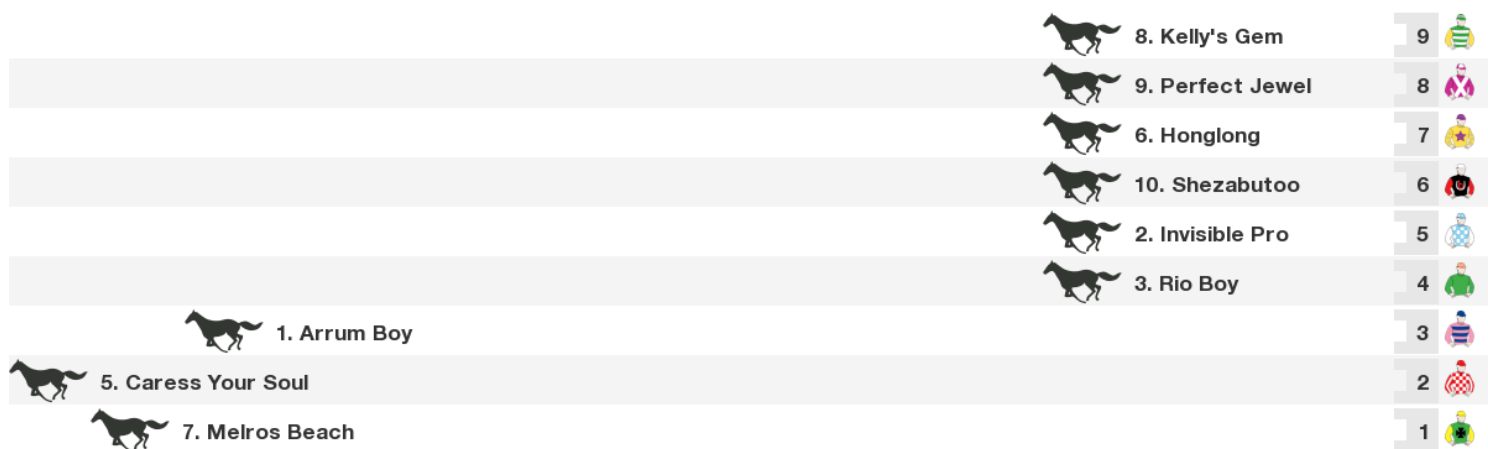 8. Kelly's Gem 9
9. Perfect Jewel 8
6. Honglong 7
10. Shezabutoo 6
2. Invisible Pro 5
3. Rio Boy 4
1. Arrum Boy 3
5. Caress Your Soul 2
7. Melros Beach 1